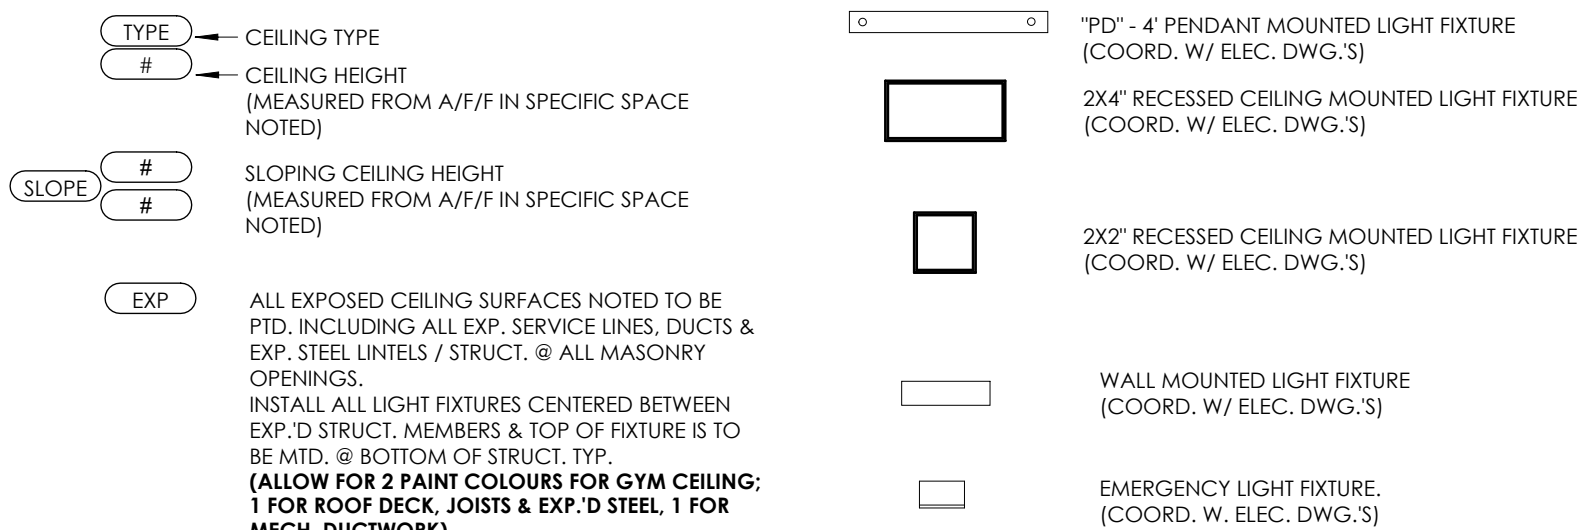 TYPE
CEILING TYPE
#
CEILING HEIGHT
(MEASURED FROM A/F/F IN SPECIFIC SPACE
NOTED)
#
SLOPE
#
SLOPING CEILING HEIGHT
(MEASURED FROM A/F/F IN SPECIFIC SPACE
NOTED)
EXP
ALL EXPOSED CEILING SURFACES NOTED TO BE
PTD. INCLUDING ALL EXP. SERVICE LINES, DUCTS &
EXP. STEEL LINTELS / STRUCT. @ ALL MASONRY
OPENINGS.
INSTALL ALL LIGHT FIXTURES CENTERED BETWEEN
EXP.'D STRUCT. MEMBERS & TOP OF FIXTURE IS TO
BE MTD. @ BOTTOM OF STRUCT. TYP.
(ALLOW FOR 2 PAINT COLOURS FOR GYM CEILING;
1 FOR ROOF DECK, JOISTS & EXP.'D STEEL, 1 FOR
MECH. DUCTWORK)
"PD" - 4' PENDANT MOUNTED LIGHT FIXTURE
(COORD. W/ ELEC. DWG.'S)
2X4" RECESSED CEILING MOUNTED LIGHT FIXTURE
(COORD. W/ ELEC. DWG.'S)
2X2" RECESSED CEILING MOUNTED LIGHT FIXTURE
(COORD. W/ ELEC. DWG.'S)
WALL MOUNTED LIGHT FIXTURE
(COORD. W/ ELEC. DWG.'S)
EMERGENCY LIGHT FIXTURE.
(COORD. W. ELEC. DWG.'S)